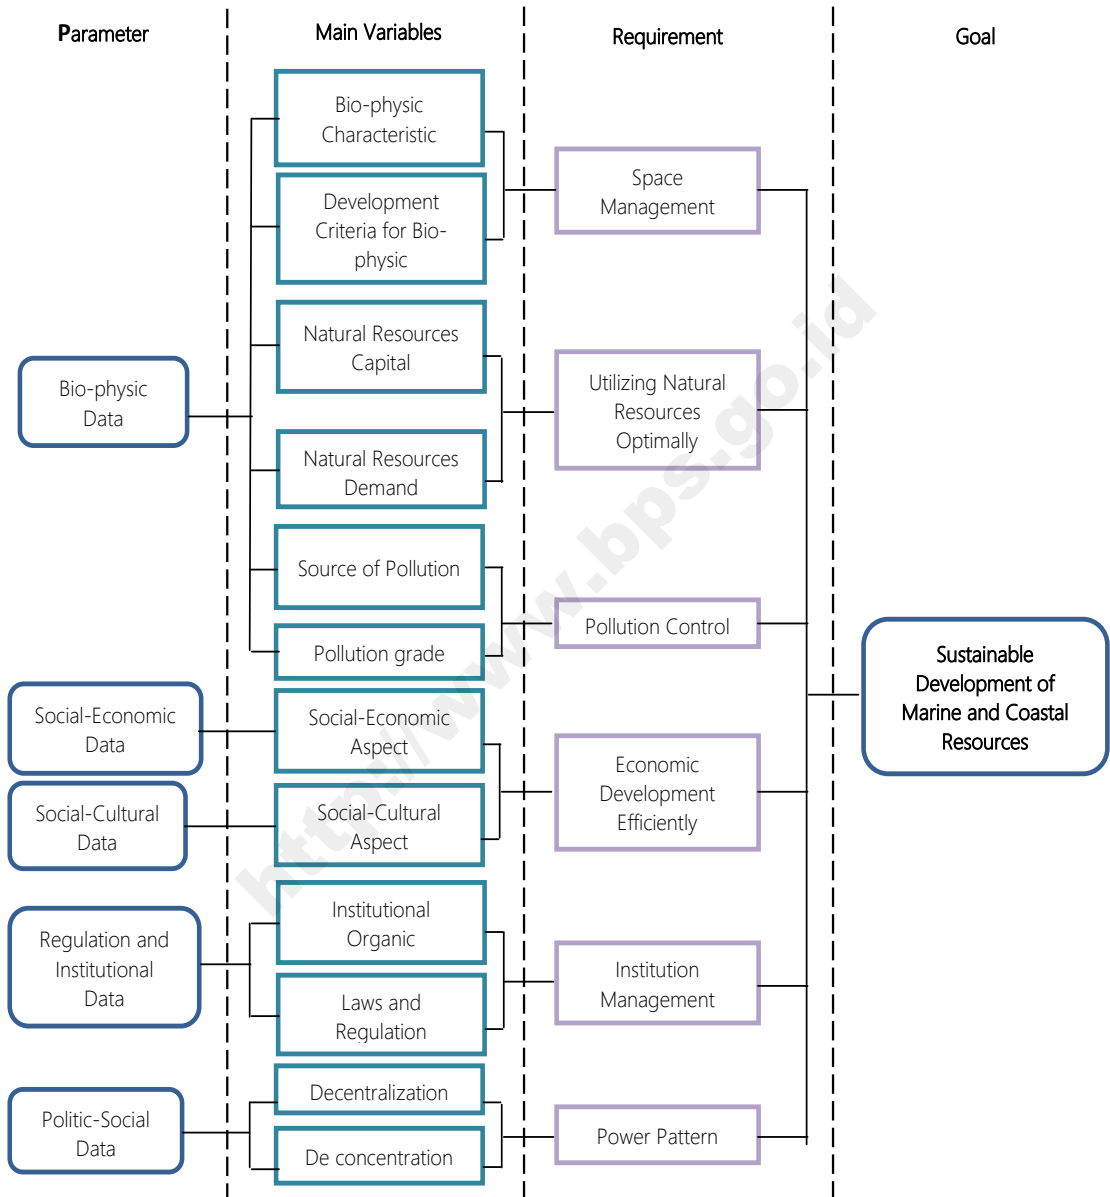 Parameter
Main Variables
Requirement
Goal
Bio-physic
Data
Social-Economic
Data
Social-Cultural
Data
Regulation and
Institutional
Data
Politic-Social
Data
Bio-physic
Characteristic
Development
Criteria for Bio-
physic
Natural Resources
Capital
Natural Resources
Demand
Source of Pollution
Pollution grade
Social-Economic
Aspect
Social-Cultural
Aspect
Institutional
Organic
Laws and
Regulation
Decentralization
De concentration
Space
Management
Utilizing Natural
Resources
Optimally
Pollution Control
Economic
Development
Efficiently
Institution
Management
Power Pattern
Sustainable
Development of
Marine and Coastal
Resources
http://www.bps.go.id